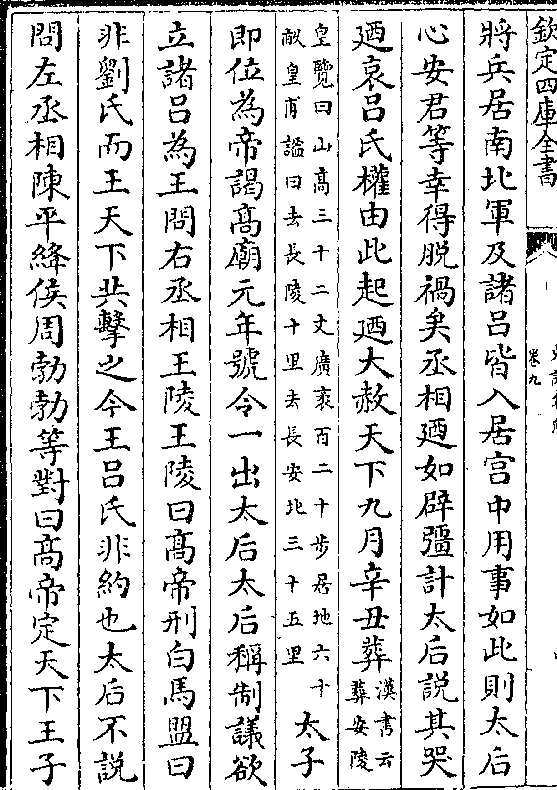 欽定四庫全書
卷九
將兵居南北軍及諸呂皆入居宫中用事如此則太后
心安君等幸得脱禍矣丞相廼如辟彊計太后説其哭
廼哀呂氏權由此起廼大赦天下九月辛丑葬漢書云葬安陵
皇覽曰山髙三十二丈廣袤百二十步居地六十
畝皇甫謐曰去長陵十里去長安北三十五里
太子
即位為帝謁髙廟元年號令一出太后太后稱制議欲
立諸呂為王問右丞相王陵王陵曰髙帝刑白馬盟曰
非劉氏而王天下共擊之今王呂氏非約也太后不説
問左丞相陳平絳侯周勃勃等對曰髙帝定天下王子